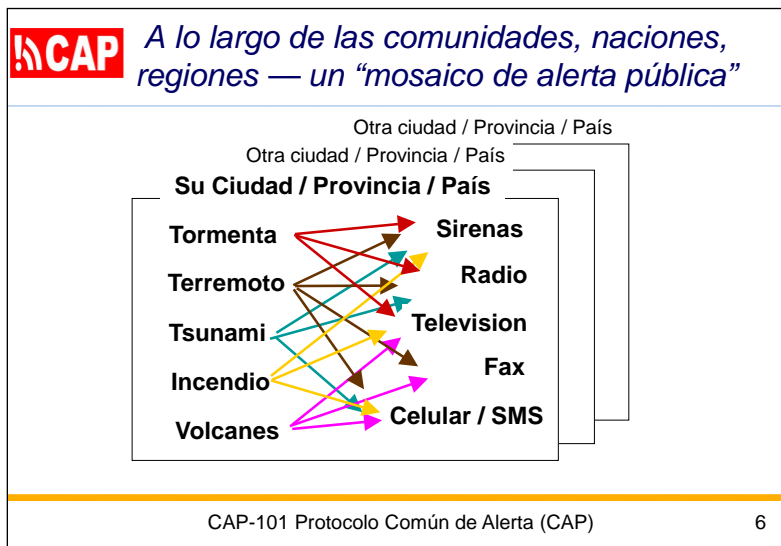 CAP
A lo largo de las comunidades, naciones,
regiones — un “mosaico de alerta pública”
Otra ciudad / Provincia / País
Otra ciudad / Provincia / País
Su Ciudad / Provincia / País
Tormenta
Terremoto
Tsunami
Incendio
Volcanes
Sirenas
Radio
Television
Fax
Celular / SMS
CAP-101 Protocolo Común de Alerta (CAP)
6